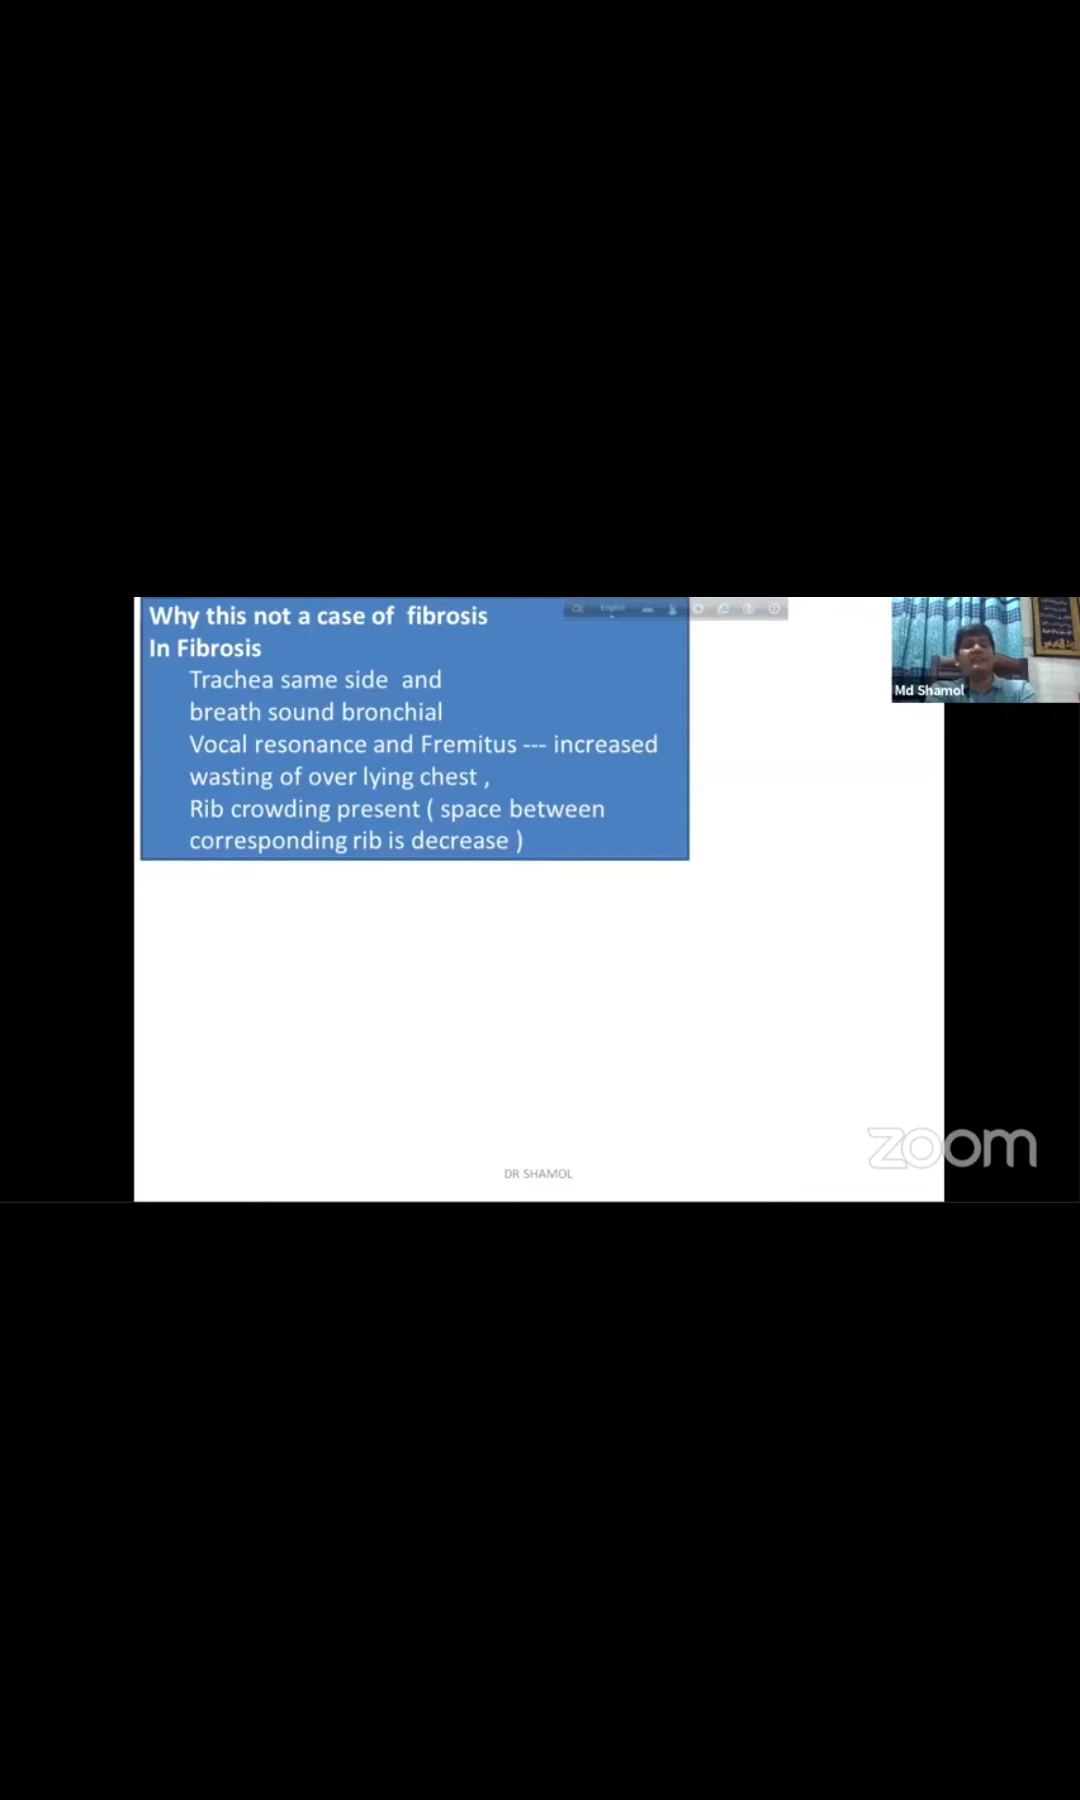 Why this not a case of  fibrosis
In Fibrosis
Trachea same side  and
breath sound bronchial
Vocal resonance and Fremitus --- increased
wasting of over lying chest ,
Rib crowding present ( space between
corresponding rib is decrease )
English
Md Shamol
zoom
DR SHAMOL